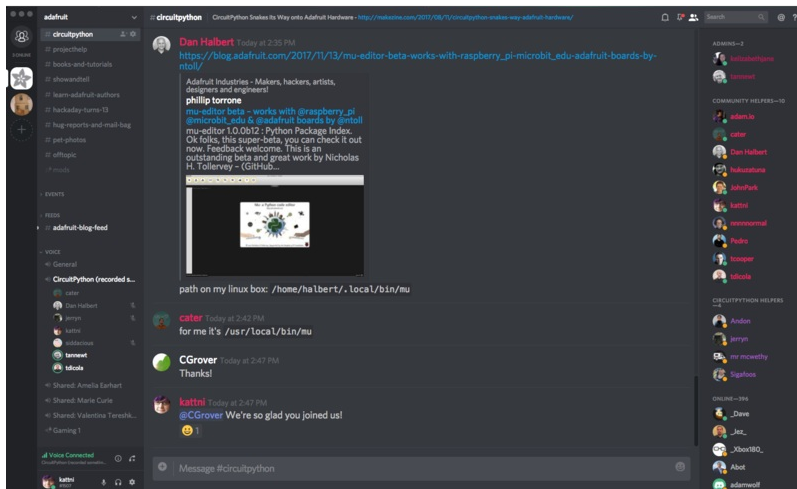 adafruit
2 ONLINE
# circuitpython
# projecthelp
# books-and-tutorials
# showandtell
# learn-adafruit-authors
# hackaday-turns-13
# bug-reports-and-mail-bag
# pet-photos
# offtopic
# mods
EVENTS
FEEDS
# adafruit-blog-feed
VOICE
General
CircuitPython (recorded s...
cater
Dan Halbert
jerryn
kattni
siddacious
tannewt
tdicola
Shared: Amelia Earhart
Shared: Marie Curie
Shared: Valentina Tereshk...
Gaming 1
Voice Connected
kattni
# circuitpython
CircuitPython Snakes its Way onto Adafruit Hardware - http://makezine.com/2017/08/11/circuitpython-snakes-way-adafruit-hardware/
Search
Dan Halbert Today at 2:35 PM
https://blog.adafruit.com/2017/11/13/mu-editor-beta-works-with-raspberry_pi-microbit_edu-adafruit-boards-by-
ntoll/
Adafruit Industries – Makers, hackers, artists,
designers and engineers!
phillip torrone
mu-editor beta – works with @raspberry_pi
@microbit_edu & @adafruit boards by @ntoll
mu-editor 1.0.0b12 : Python Package Index.
Ok folks, this super-beta, you can check it out
now. Feedback welcome. This is an
outstanding beta and great work by Nicholas
H. Tollervey – (GitHub...
path on my linux box: /home/halbert/.local/bin/mu
cater Today at 2:42 PM
for me it's /usr/local/bin/mu
CGrover Today at 2:47 PM
Thanks!
kattni Today at 2:47 PM
@CGrover We're so glad you joined us!
1
Message #circuitpython
ADMINS—2
tannewt
COMMUNITY HELPERS—10
adam.io
cater
Dan Halbert
hukuzatuna
JohnPark
kattni
nnonnormal
Pedro
tcooper
tdicola
CIRCUITPYTHON HELPERS
—4
Andon
jerryn
mr mcwethy
Sigafoos
ONLINE—396
_Dave
_Jez_
_Xbox180_
Abot
adamwolf